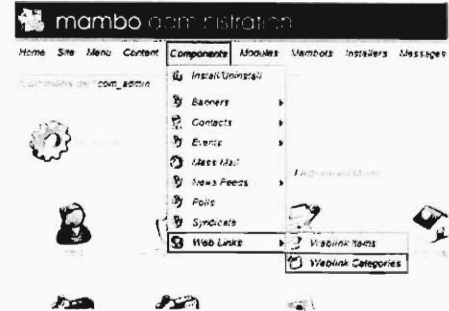 mambo administration
Home Site Menu Content Components Modules Mambots Installers Messages
com_admin
Install/Uninstall
Banners
Contacts
Events
Mass Mail
News Feeds
Polls
Syndicate
Web Links
Weblink Items
Weblink Categories